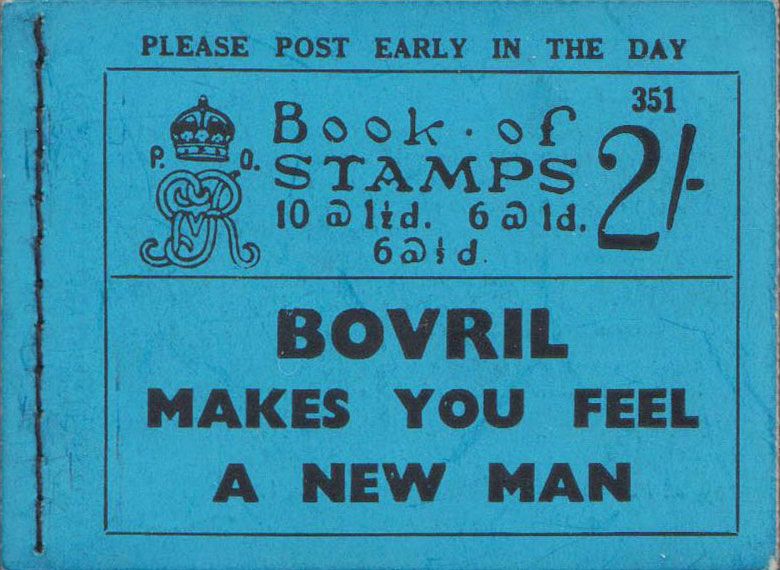 PLEASE POST EARLY IN THE DAY
351
Book · of
STAMPS
2/-
P. O.
10 @ 1½d. 6 @ 1d.
6 @ ½d
BOVRIL
MAKES YOU FEEL
A NEW MAN